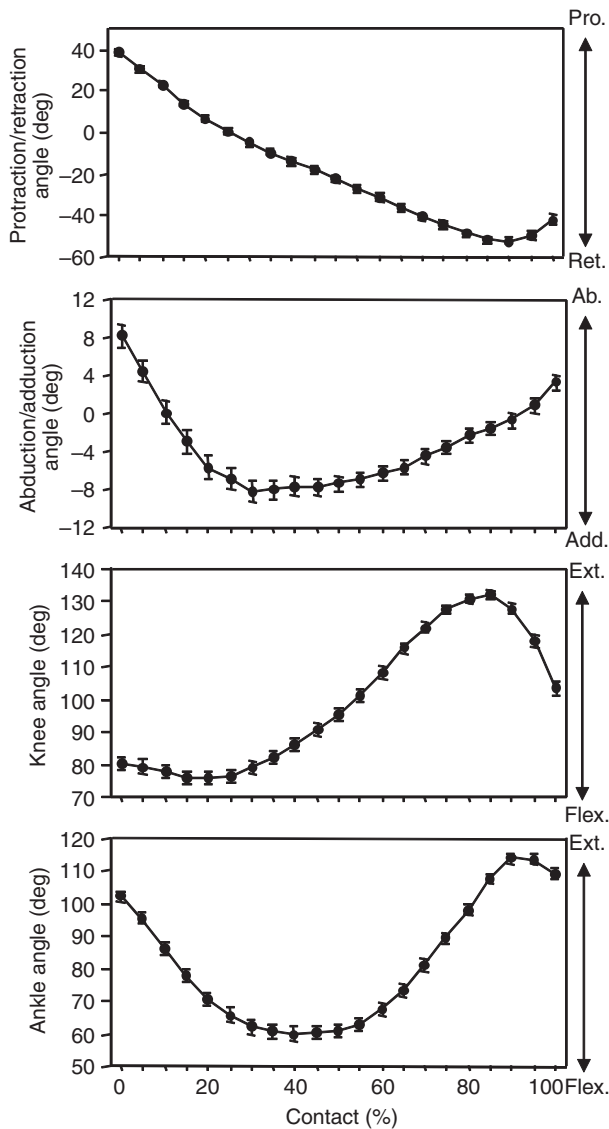 Pro.
40
20
0
–20
–40
–60
Protraction/retraction
angle (deg)
Ret.
Ab.
12
8
4
0
–4
–8
–12
Abduction/adduction
angle (deg)
Add.
Ext.
140
130
120
110
100
90
80
70
Knee angle (deg)
Flex.
Ext.
120
110
100
90
80
70
60
50
Ankle angle (deg)
0 20 40 60 80 100
Flex.
Contact (%)